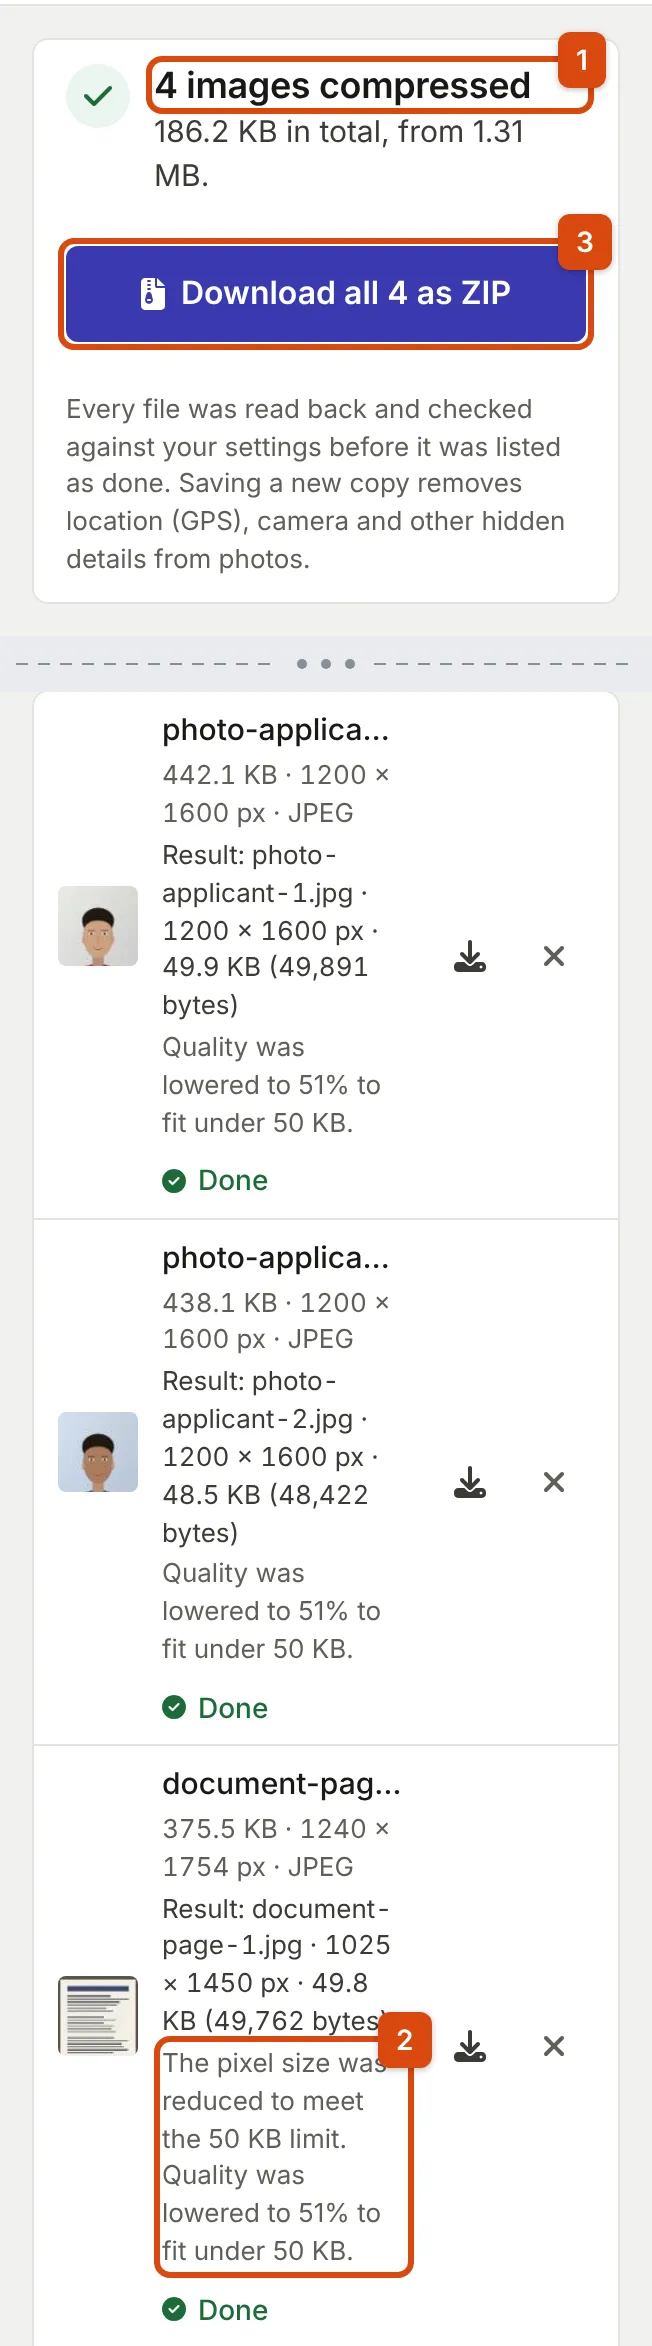 4 images compressed
1
186.2 KB in total, from 1.31
MB.
3
Download all 4 as ZIP
Every file was read back and checked
against your settings before it was listed
as done. Saving a new copy removes
location (GPS), camera and other hidden
details from photos.
photo-applica...
442.1 KB · 1200 ×
1600 px · JPEG
Result: photo-
applicant-1.jpg ·
1200 × 1600 px ·
49.9 KB (49,891
bytes)
Quality was
lowered to 51% to
fit under 50 KB.
Done
photo-applica...
438.1 KB · 1200 ×
1600 px · JPEG
Result: photo-
applicant-2.jpg ·
1200 × 1600 px ·
48.5 KB (48,422
bytes)
Quality was
lowered to 51% to
fit under 50 KB.
Done
document-pag...
375.5 KB · 1240 ×
1754 px · JPEG
Result: document-
page-1.jpg · 1025
× 1450 px · 49.8
KB (49,762 bytes)
2
The pixel size was
reduced to meet
the 50 KB limit.
Quality was
lowered to 51% to
fit under 50 KB.
Done